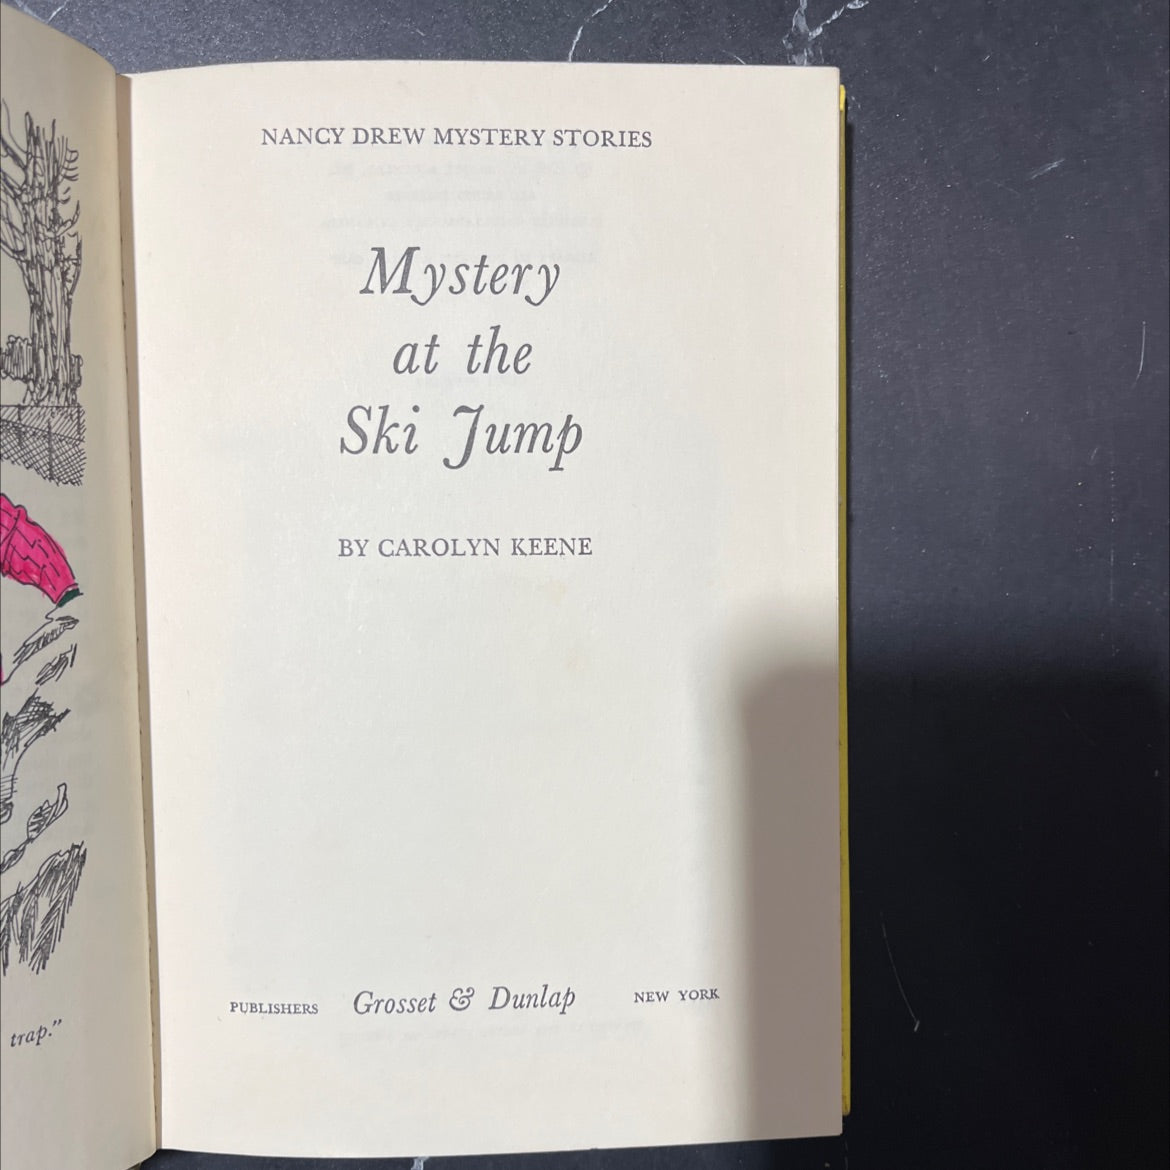 NANCY DREW MYSTERY STORIES
Mystery
at the
Ski Jump
BY CAROLYN KEENE
PUBLISHERS Grosset & Dunlap NEW YORK
trap."